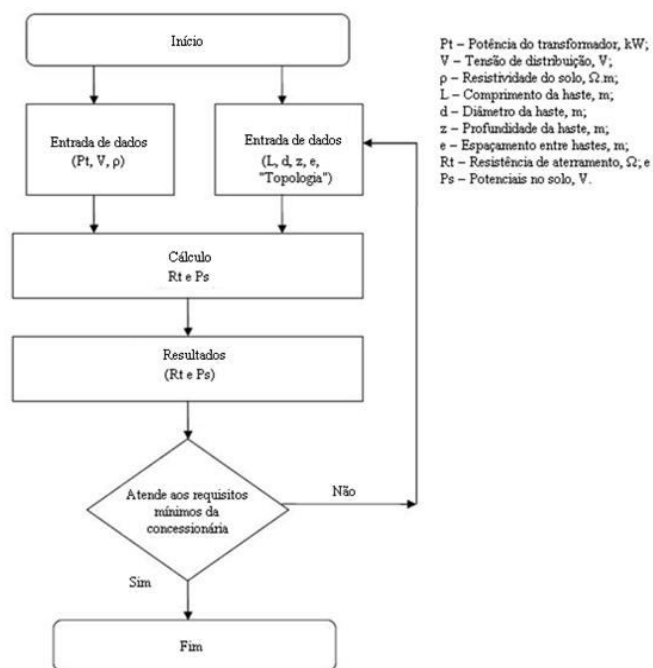 Início
Entrada de dados
(Pt, V, ρ)
Entrada de dados
(L, d, z, e,
"Topologia")
Cálculo
Rt e Ps
Resultados
(Rt e Ps)
Atende aos requisitos
mínimos da
concessionária
Não
Sim
Fim
Pt – Potência do transformador, kW;
V – Tensão de distribuição, V;
ρ – Resistividade do solo, Ω.m;
L – Comprimento da haste, m;
d – Diâmetro da haste, m;
z – Profundidade da haste, m;
e – Espaçamento entre hastes, m;
Rt – Resistência de aterramento, Ω; e
Ps – Potenciais no solo, V.